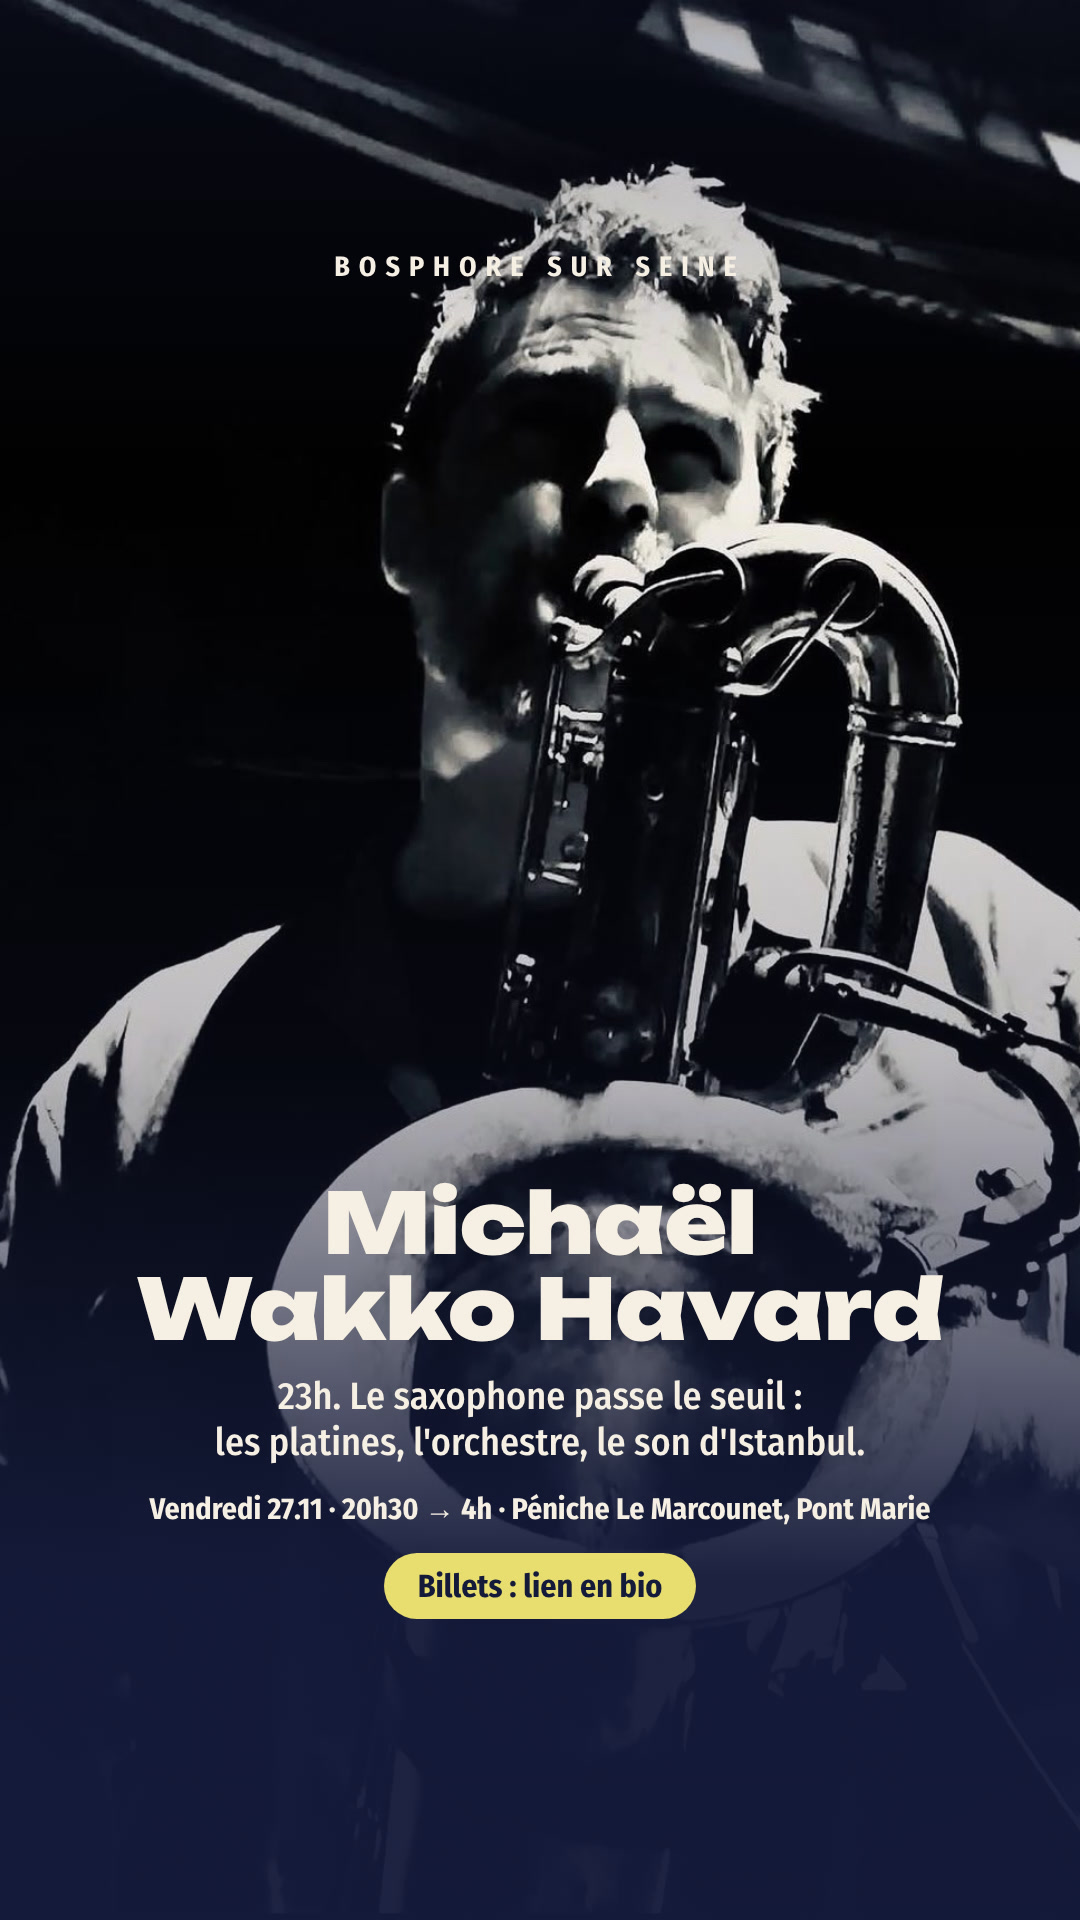 BOSPHORE SUR SEINE
Michaël
Wakko Havard
23h. Le saxophone passe le seuil :
les platines, l'orchestre, le son d'Istanbul.
Vendredi 27.11 · 20h30 → 4h · Péniche Le Marcounet, Pont Marie
Billets : lien en bio